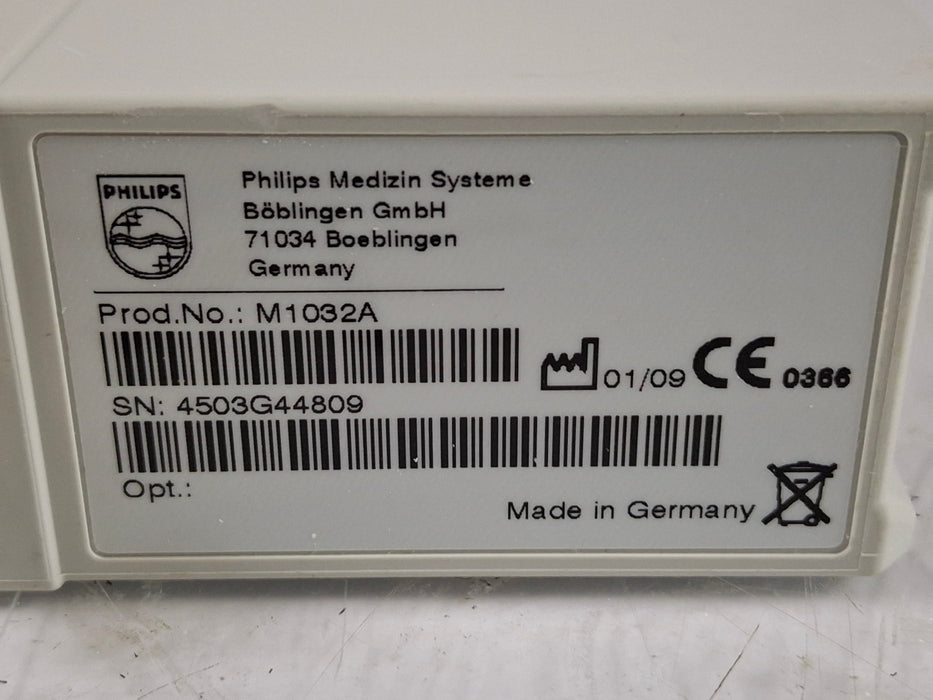 PHILIPS
Philips Medizin Systeme
Böblingen GmbH
71034 Boeblingen
Germany
Prod.No.: M1032A
01/09 CE 0366
SN: 4503G44809
Opt.:
Made in Germany